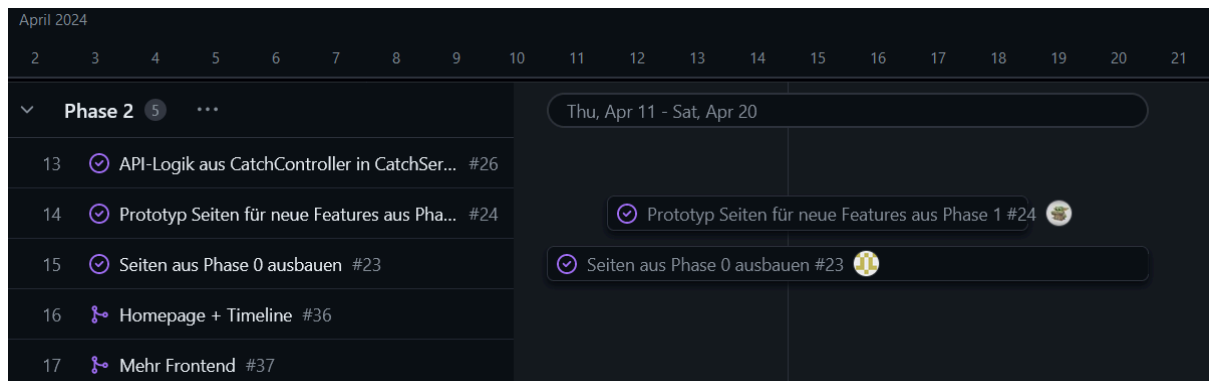 April 2024
2 3 4 5 6 7 8 9 10 11 12 13 14 15 16 17 18 19 20 21
Phase 2 5 ··· Thu, Apr 11 - Sat, Apr 20
13 API-Logik aus CatchController in CatchSer... #26
14 Prototyp Seiten für neue Features aus Pha... #24 Prototyp Seiten für neue Features aus Phase 1 #24
15 Seiten aus Phase 0 ausbauen #23 Seiten aus Phase 0 ausbauen #23
16 Homepage + Timeline #36
17 Mehr Frontend #37